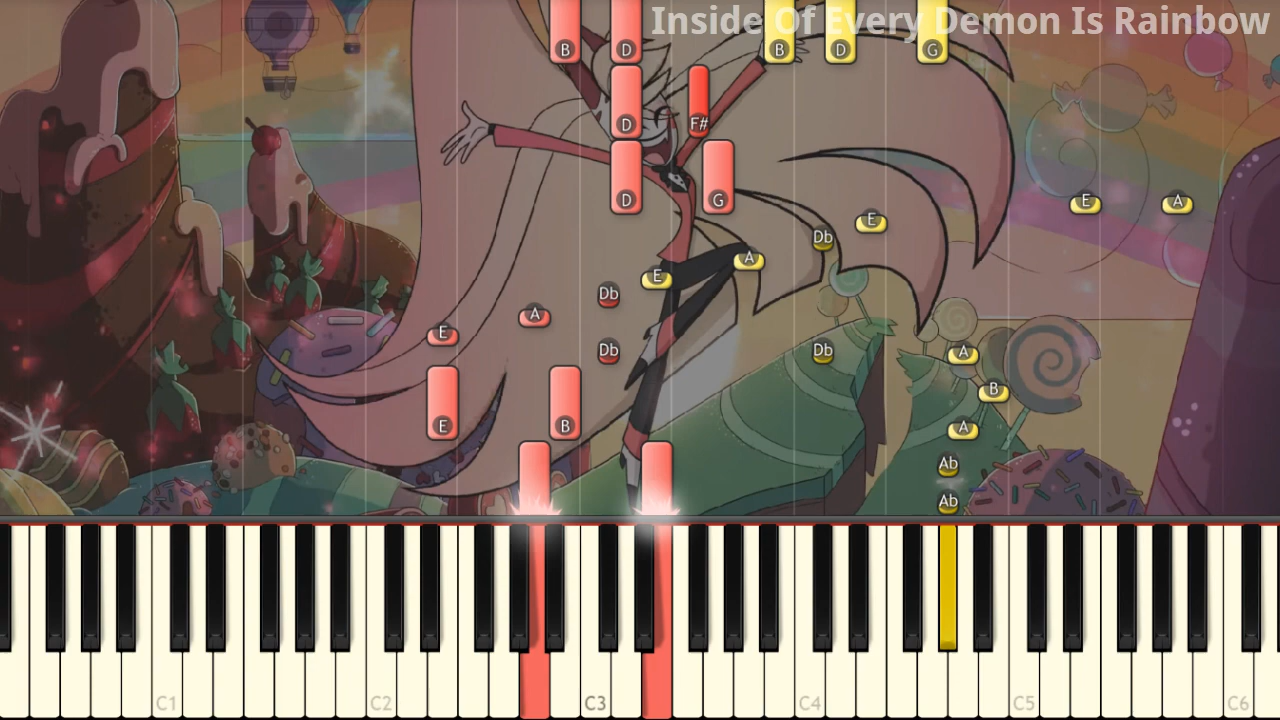 Inside Of Every Demon Is Rainbow
B D B D G
D F#
D G
E A
E
Db
A
E
Db
A
E
Db Db A
B
E B A
Ab
Ab
C1 C2 C3 C4 C5 C6